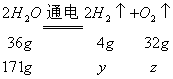 2H₂O 通电 2H₂↑+O₂↑
36g 4g 32g
171g y z